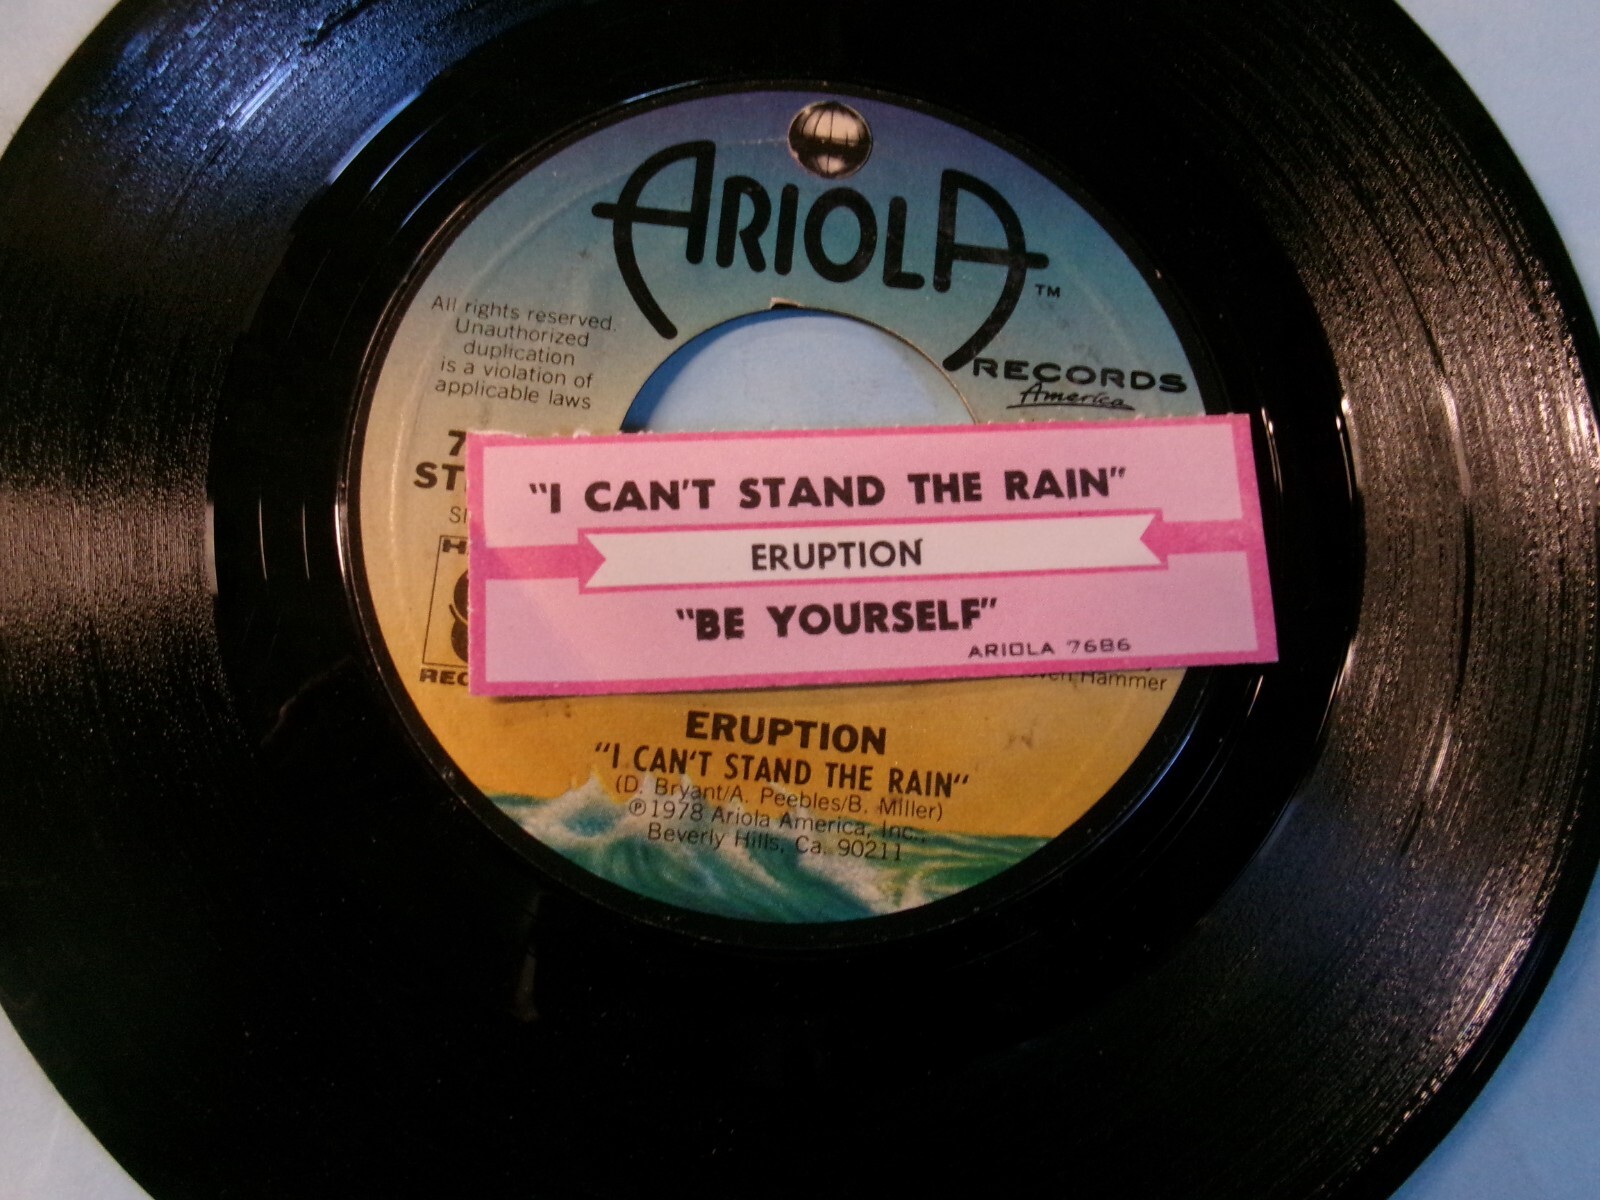 ARIOLA
TM
RECORDS
America
All rights reserved.
Unauthorized
duplication
is a violation of
applicable laws
"I CAN'T STAND THE RAIN"
ERUPTION
"BE YOURSELF"
ARIOLA 7686
Hammer
ERUPTION
"I CAN'T STAND THE RAIN"
(D. Bryant/A. Peebles/B. Miller)
℗1978 Ariola America, Inc.,
Beverly Hills, Ca. 90211